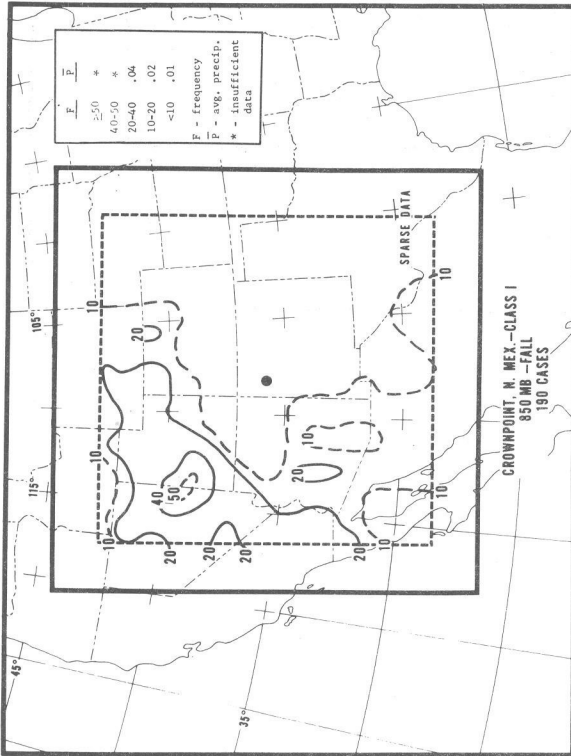 F P
≥50 *
40-50 *
20-40 .04
10-20 .02
<10 .01
F - frequency
P - avg. precip.
* - insufficient
data
45°
35°
115°
105°
10
10
10
20
40
50
20
20
20
20
20
10
20
10
10
10
SPARSE DATA
CROWNPOINT, N. MEX.—CLASS I
850 MB —FALL
190 CASES